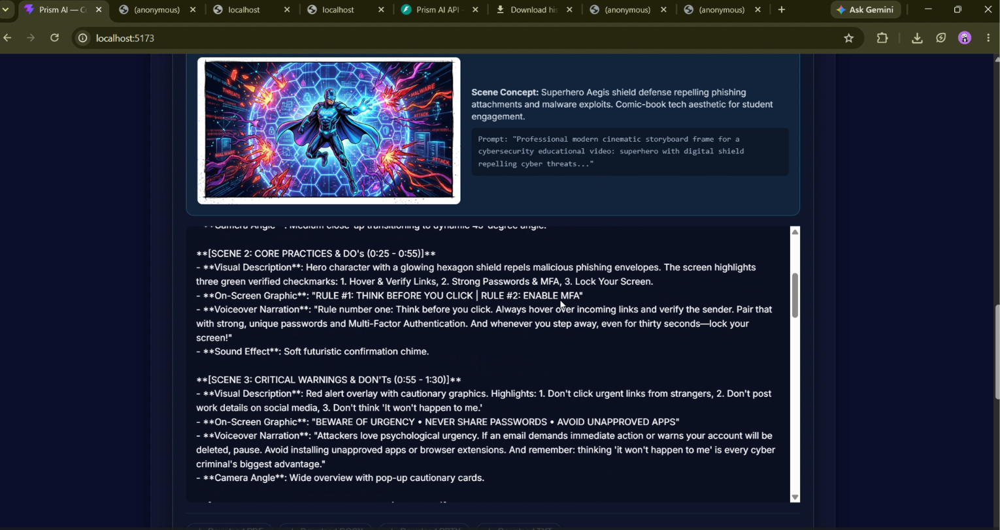 Prism AI — Co
(anonymous)
localhost
localhost
Prism AI API -
Download his
(anonymous)
(anonymous)
Ask Gemini
localhost:5173
THREATS
MALWARE
AEGIS
MALWARE
ATTACK
Scene Concept: Superhero Aegis shield defense repelling phishing
attachments and malware exploits. Comic-book tech aesthetic for student
engagement.
Prompt: "Professional modern cinematic storyboard frame for a
cybersecurity educational video: superhero with digital shield
repelling cyber threats..."
**Camera Angle**: Medium close-up transitioning to dynamic 45-degree angle.
**[SCENE 2: CORE PRACTICES & DO's (0:25 - 0:55)]**
- **Visual Description**: Hero character with a glowing hexagon shield repels malicious phishing envelopes. The screen highlights
three green verified checkmarks: 1. Hover & Verify Links, 2. Strong Passwords & MFA, 3. Lock Your Screen.
- **On-Screen Graphic**: "RULE #1: THINK BEFORE YOU CLICK | RULE #2: ENABLE MFA"
- **Voiceover Narration**: "Rule number one: Think before you click. Always hover over incoming links and verify the sender. Pair that
with strong, unique passwords and Multi-Factor Authentication. And whenever you step away, even for thirty seconds—lock your
screen!"
- **Sound Effect**: Soft futuristic confirmation chime.
**[SCENE 3: CRITICAL WARNINGS & DON'Ts (0:55 - 1:30)]**
- **Visual Description**: Red alert overlay with cautionary graphics. Highlights: 1. Don't click urgent links from strangers, 2. Don't post
work details on social media, 3. Don't think 'It won't happen to me.'
- **On-Screen Graphic**: "BEWARE OF URGENCY • NEVER SHARE PASSWORDS • AVOID UNAPPROVED APPS"
- **Voiceover Narration**: "Attackers love psychological urgency. If an email demands immediate action or warns your account will be
deleted, pause. Avoid installing unapproved apps or browser extensions. And remember: thinking 'it won't happen to me' is every cyber
criminal's biggest advantage."
- **Camera Angle**: Wide overview with pop-up cautionary cards.
Download PDF
Download DOCX
Download PPTX
Download TXT